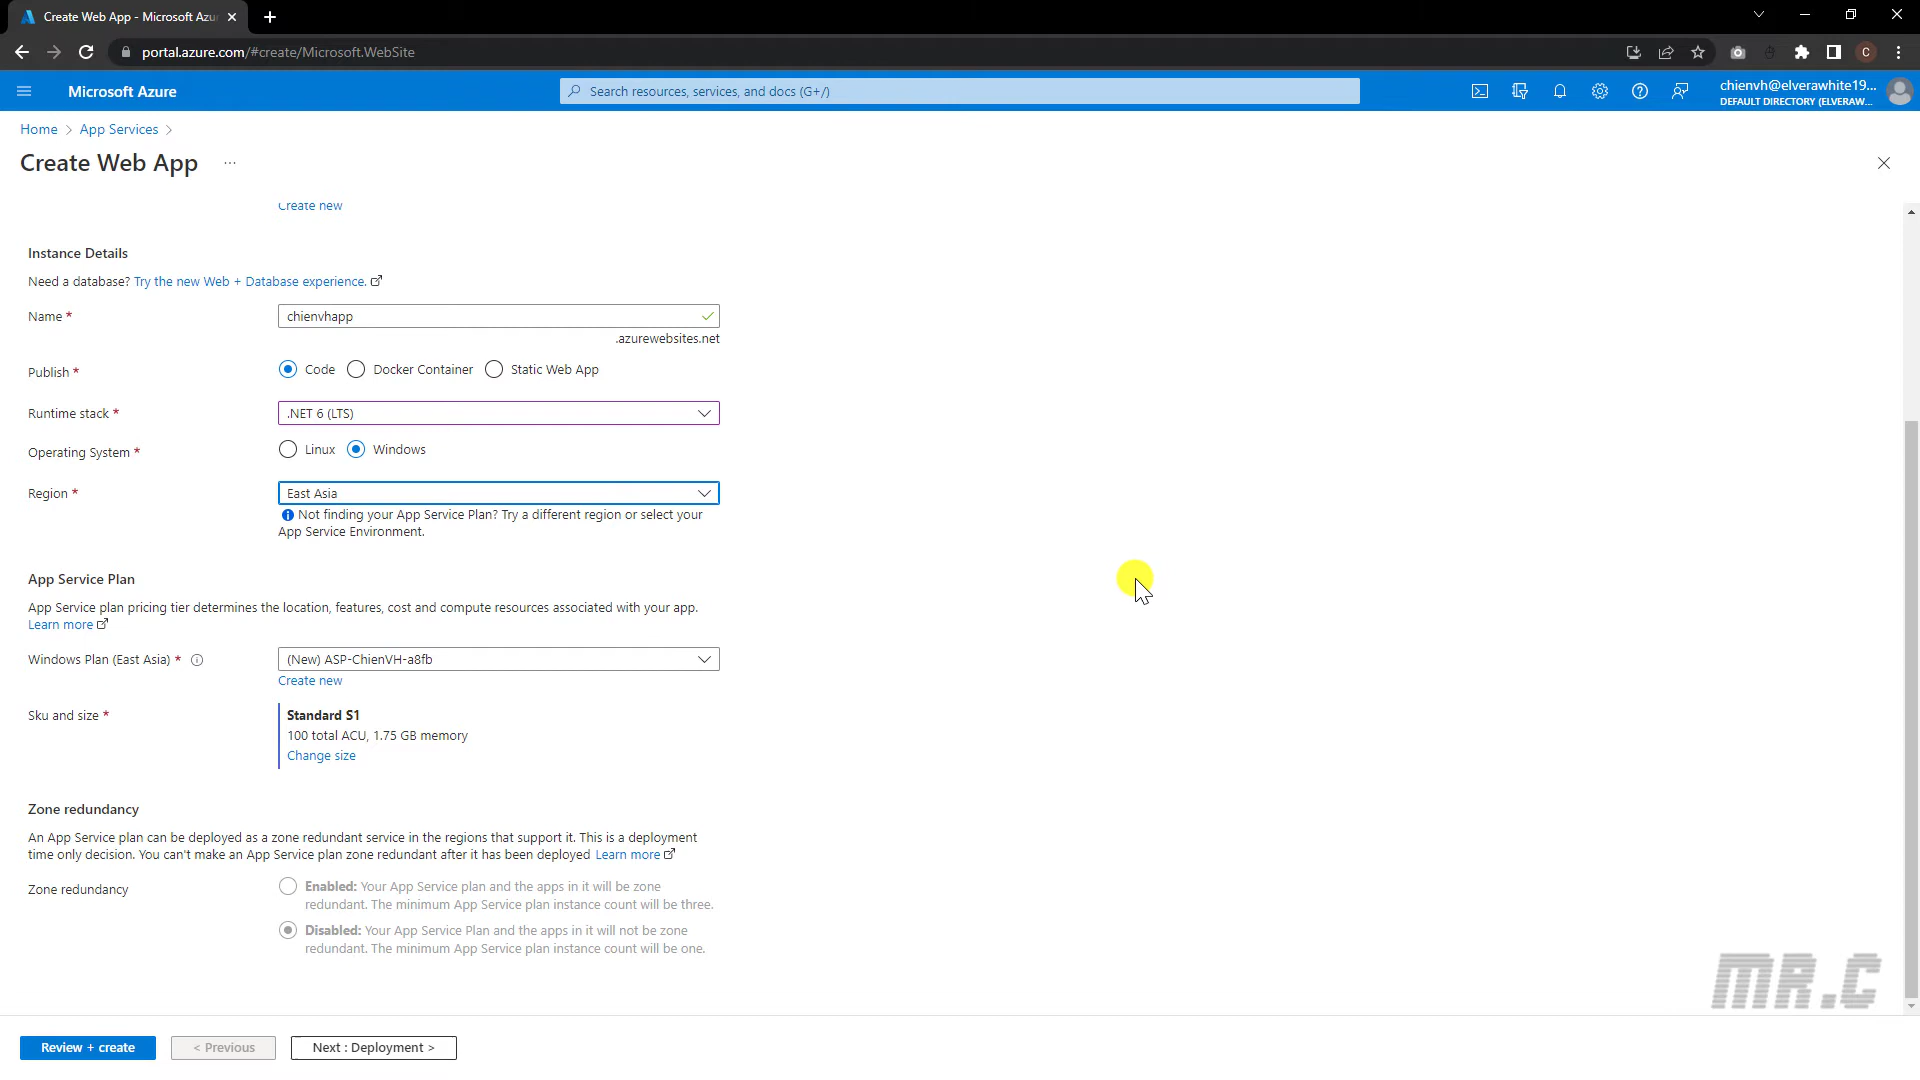 Create Web App - Microsoft Azu
portal.azure.com/#create/Microsoft.WebSite
C
Microsoft Azure
Search resources, services, and docs (G+/)
chienvh@elverawhite19...
DEFAULT DIRECTORY (ELVERAW...
Home > App Services >
Create Web App ...
Create new
Instance Details
Need a database? Try the new Web + Database experience.
Name *
chienvhapp
.azurewebsites.net
Publish *
Code
Docker Container
Static Web App
Runtime stack *
.NET 6 (LTS)
Operating System *
Linux
Windows
Region *
East Asia
Not finding your App Service Plan? Try a different region or select your
App Service Environment.
App Service Plan
App Service plan pricing tier determines the location, features, cost and compute resources associated with your app.
Learn more
Windows Plan (East Asia) *
(New) ASP-ChienVH-a8fb
Create new
Sku and size *
Standard S1
100 total ACU, 1.75 GB memory
Change size
Zone redundancy
An App Service plan can be deployed as a zone redundant service in the regions that support it. This is a deployment
time only decision. You can't make an App Service plan zone redundant after it has been deployed Learn more
Zone redundancy
Enabled: Your App Service plan and the apps in it will be zone
redundant. The minimum App Service plan instance count will be three.
Disabled: Your App Service Plan and the apps in it will not be zone
redundant. The minimum App Service plan instance count will be one.
MR.C
Review + create
< Previous
Next : Deployment >